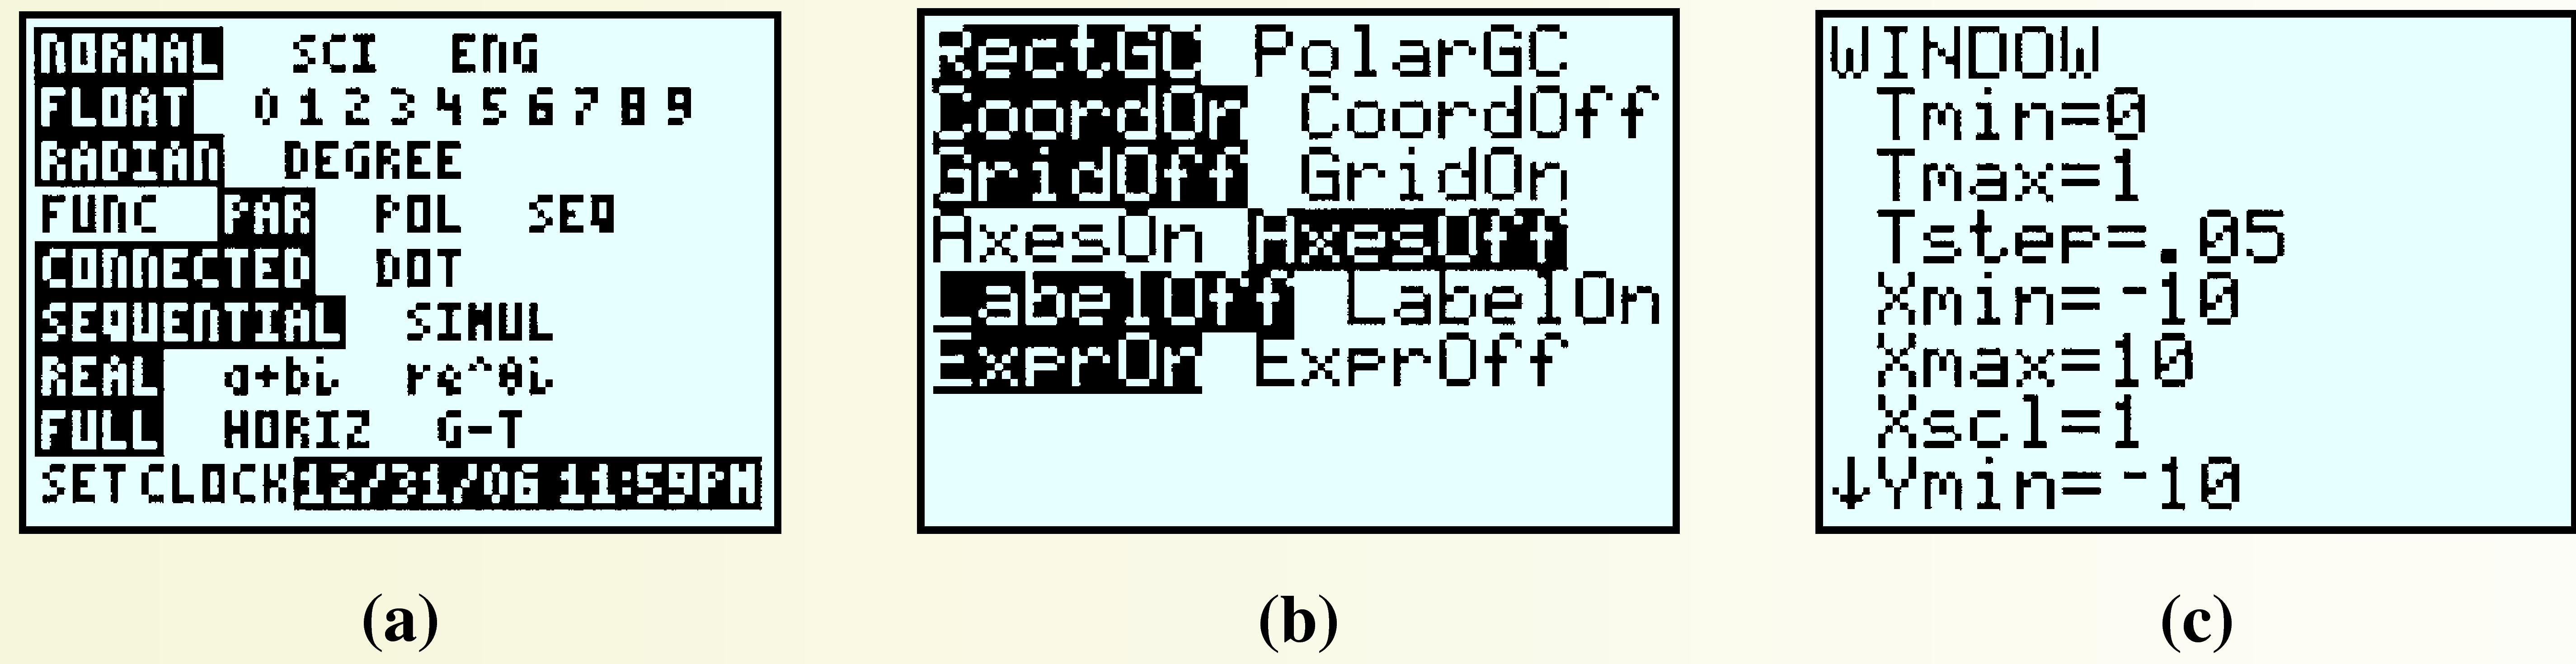 NORMAL SCI ENG
FLOAT 0 1 2 3 4 5 6 7 8 9
RADIAN DEGREE
FUNC PAR POL SEQ
CONNECTED DOT
SEQUENTIAL SIMUL
REAL a+bi re^θi
FULL HORIZ G-T
SET CLOCK 12/31/06 11:59PM
(a)
RectGC PolarGC
CoordOn CoordOff
GridOff GridOn
AxesOn AxesOff
LabelOff LabelOn
ExprOn ExprOff
(b)
WINDOW
Tmin=0
Tmax=1
Tstep=.05
Xmin=-10
Xmax=10
Xscl=1
↓Ymin=-10
(c)